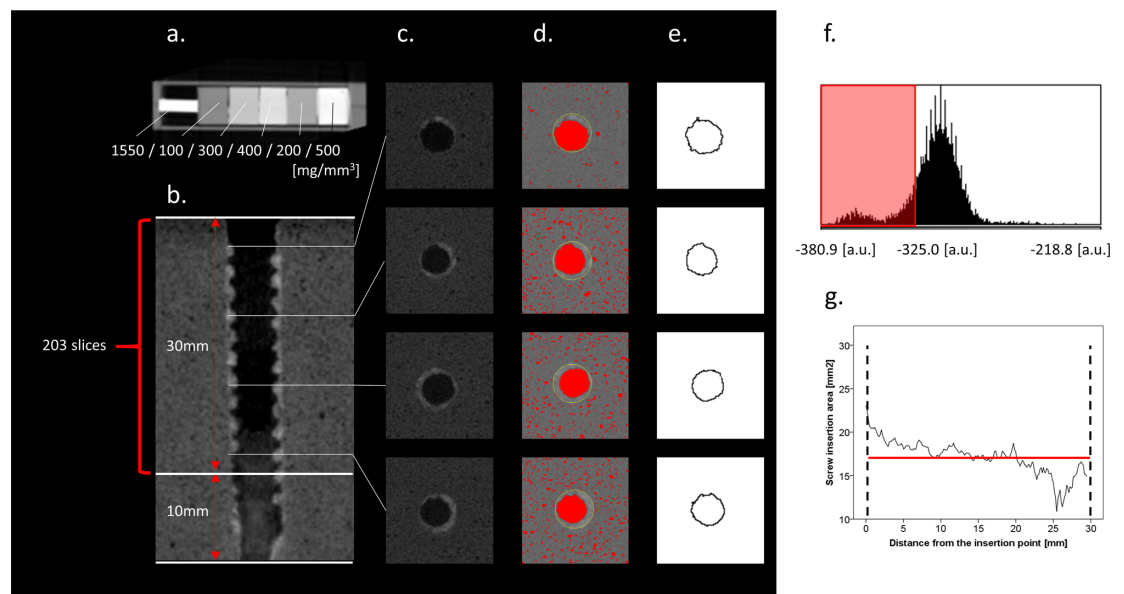 a.
1550 / 100 / 300 / 400 / 200 / 500
[mg/mm³]
b.
203 slices
30mm
10mm
c.
d.
e.
f.
-380.9 [a.u.]
-325.0 [a.u.]
-218.8 [a.u.]
g.
Screw insertion area [mm2]
30
25
20
15
10
0
5
10
15
20
25
30
Distance from the insertion point [mm]